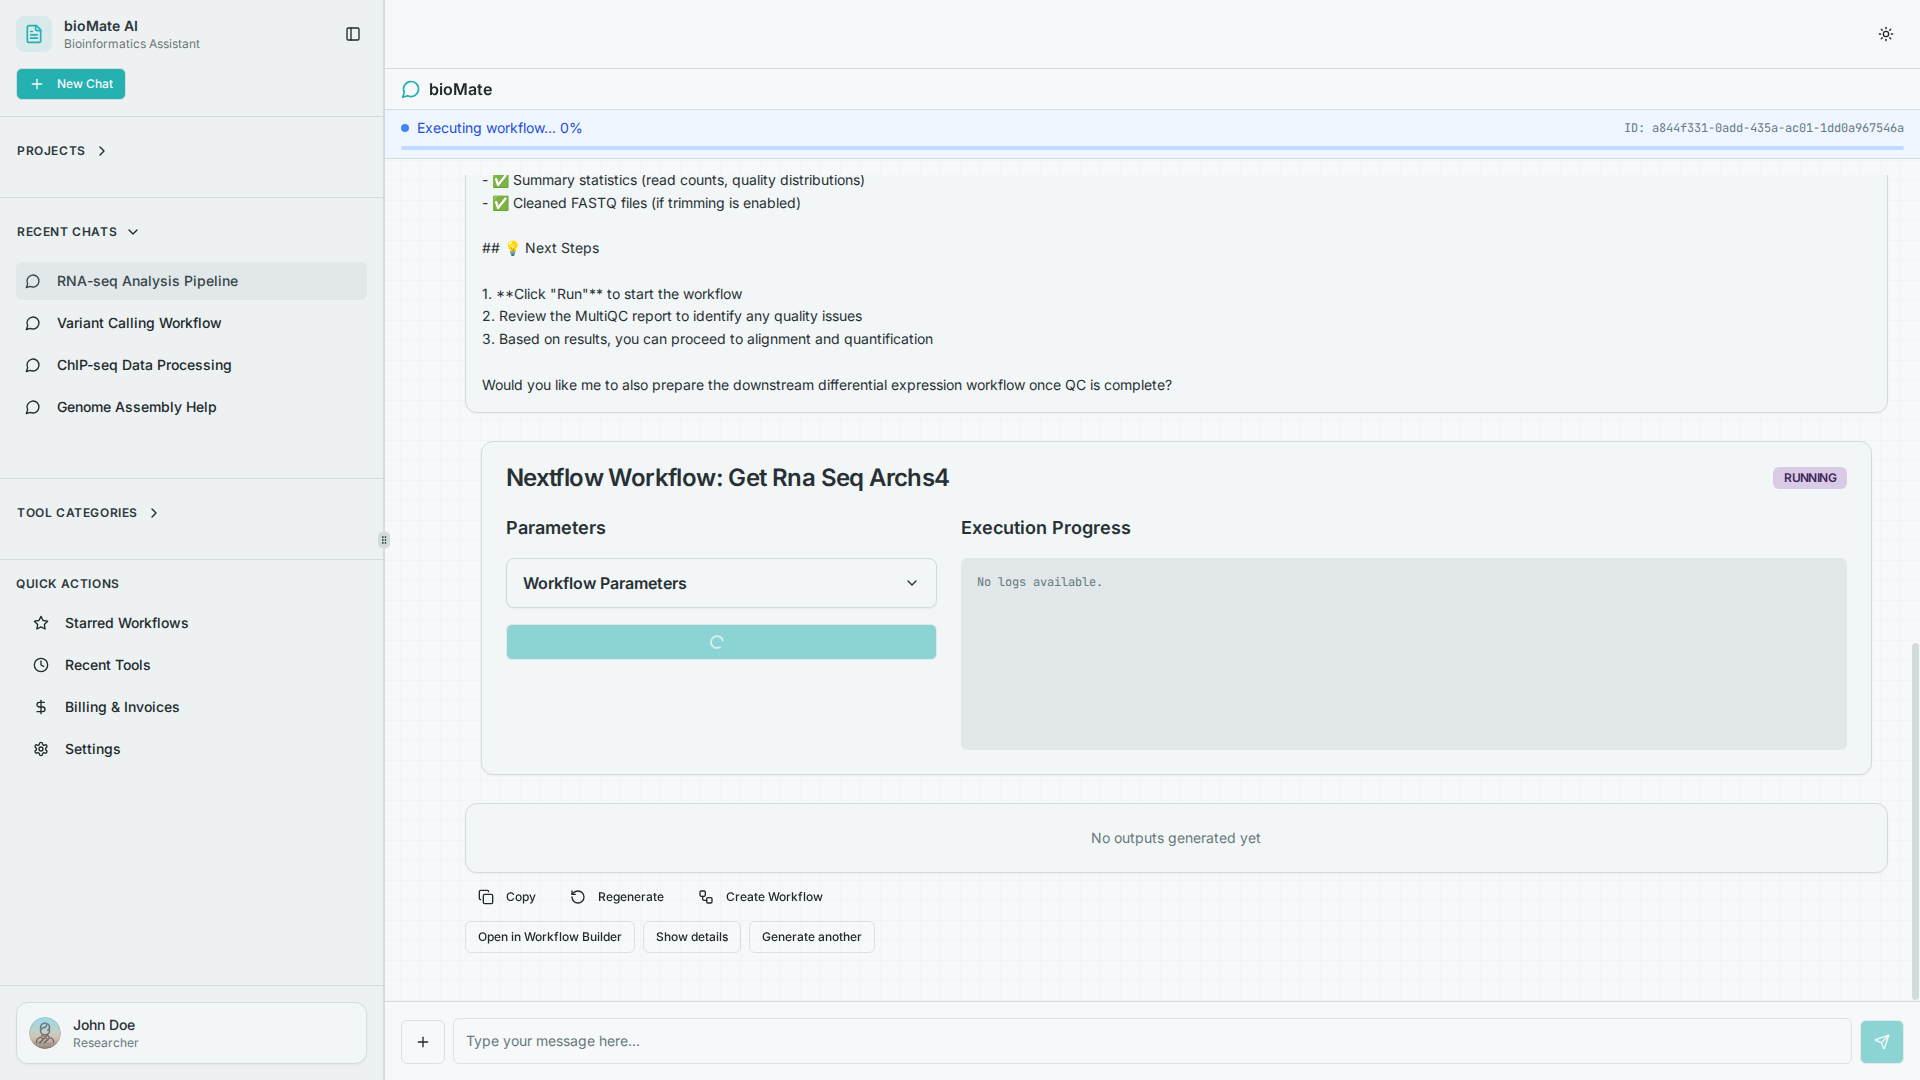 bioMate AI
Bioinformatics Assistant
New Chat
PROJECTS
RECENT CHATS
RNA-seq Analysis Pipeline
Variant Calling Workflow
ChIP-seq Data Processing
Genome Assembly Help
TOOL CATEGORIES
QUICK ACTIONS
Starred Workflows
Recent Tools
Billing & Invoices
Settings
John Doe
Researcher
bioMate
Executing workflow... 0%
ID: a844f331-0add-435a-ac01-1dd0a967546a
- ✅ Summary statistics (read counts, quality distributions)
- ✅ Cleaned FASTQ files (if trimming is enabled)
## 💡 Next Steps
1. **Click "Run"** to start the workflow
2. Review the MultiQC report to identify any quality issues
3. Based on results, you can proceed to alignment and quantification
Would you like me to also prepare the downstream differential expression workflow once QC is complete?
Nextflow Workflow: Get Rna Seq Archs4
RUNNING
Parameters
Workflow Parameters
Execution Progress
No logs available.
No outputs generated yet
Copy
Regenerate
Create Workflow
Open in Workflow Builder
Show details
Generate another
Type your message here...